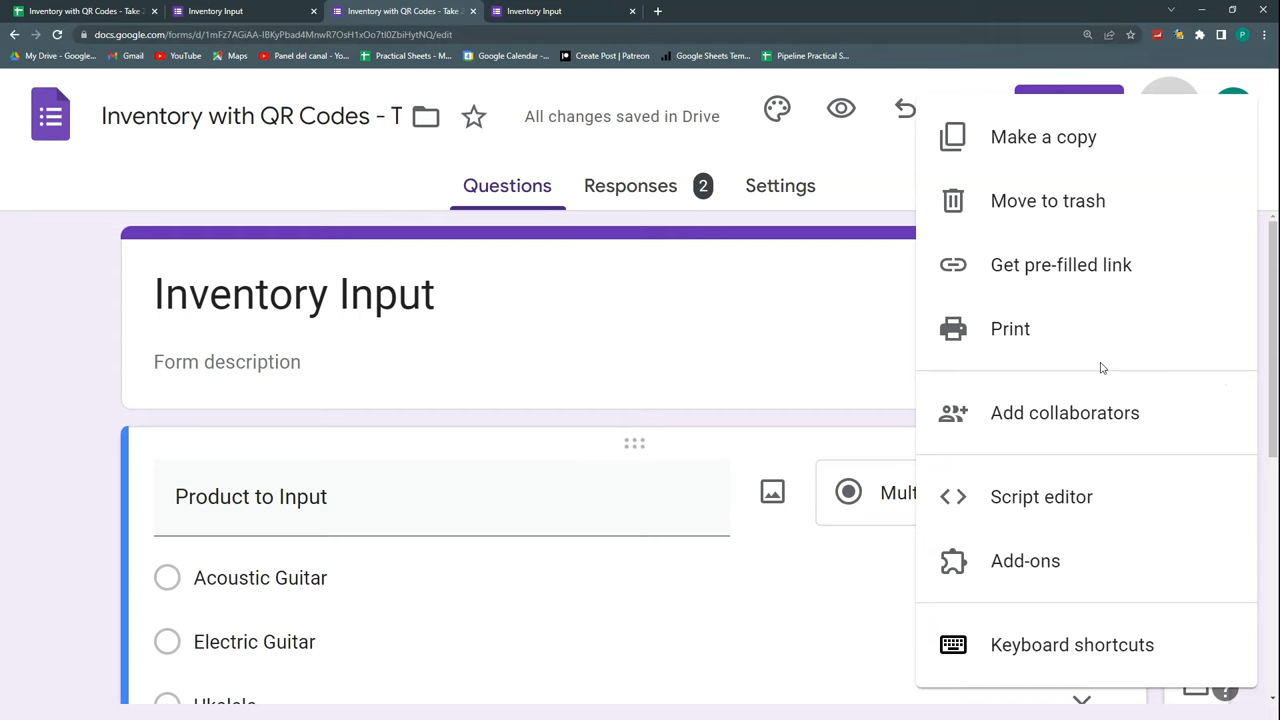 Inventory with QR Codes - Take
Inventory Input
Inventory with QR Codes - Take
Inventory Input
docs.google.com/forms/d/1mFz7AGiAA-lBKyPbad4MnwR7OsH1xOo7tl0ZbiHytNQ/edit
My Drive - Google...
Gmail
YouTube
Maps
Panel del canal - Yo...
Practical Sheets - M...
Google Calendar -...
Create Post | Patreon
Google Sheets Tem...
Pipeline Practical S...
Inventory with QR Codes - T
All changes saved in Drive
Questions
Responses
2
Settings
Make a copy
Move to trash
Get pre-filled link
Print
Add collaborators
Script editor
Add-ons
Keyboard shortcuts
Inventory Input
Form description
Product to Input
Mult
Acoustic Guitar
Electric Guitar
Ukelele